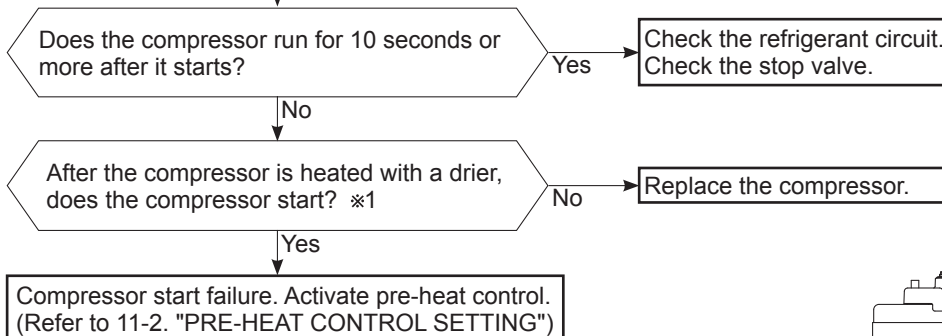 Does the compressor run for 10 seconds or
more after it starts?
Yes
Check the refrigerant circuit.
Check the stop valve.
No
After the compressor is heated with a drier,
does the compressor start? ※1
No
Replace the compressor.
Yes
Compressor start failure. Activate pre-heat control.
(Refer to 11-2. "PRE-HEAT CONTROL SETTING")